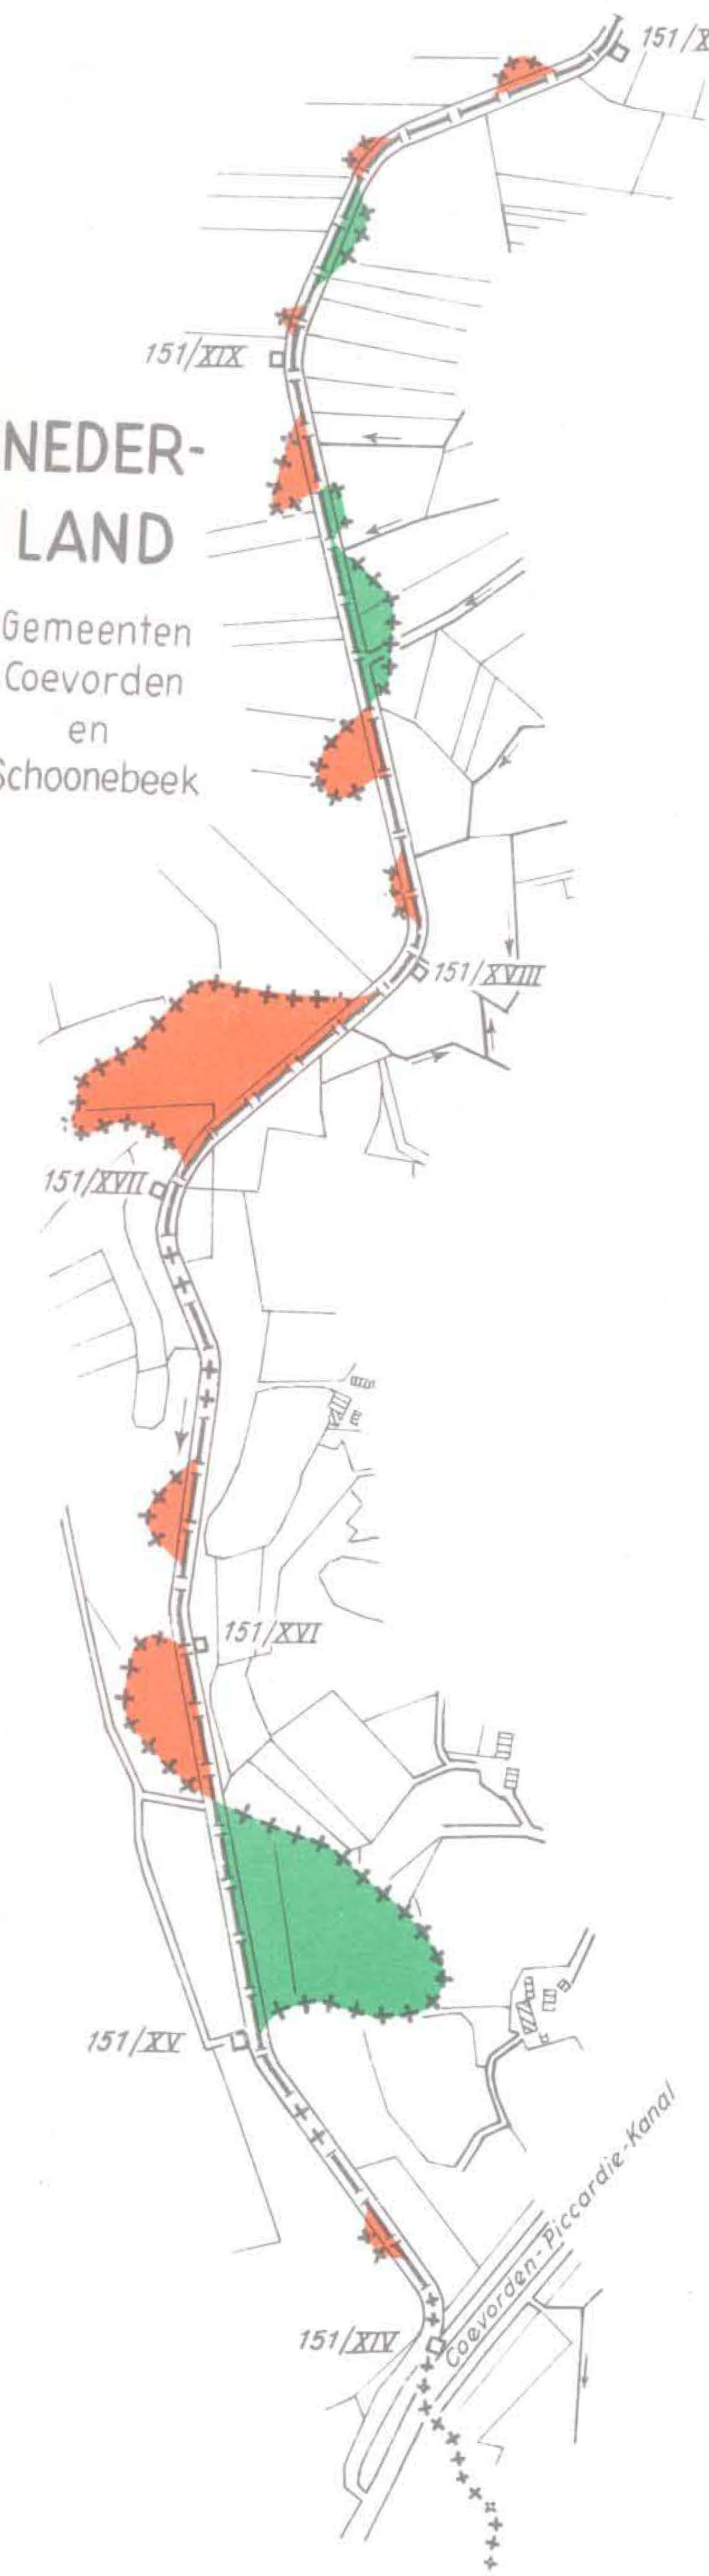 151/X
151/XIX
NEDER-
LAND
Gemeenten
Coevorden
en
Schoonebeek
151/XVIII
151/XVII
151/XVI
151/XV
Coevorden-Piccardie-Kanal
151/XIV